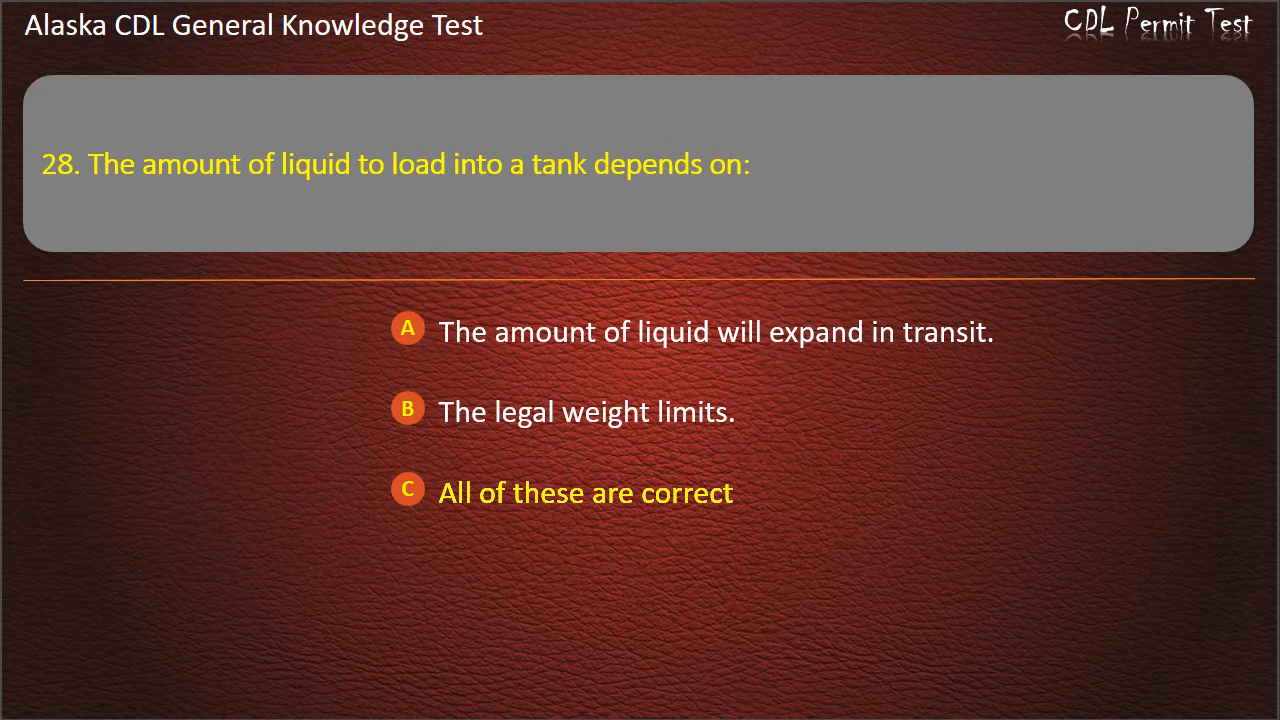 Alaska CDL General Knowledge Test
CDL Permit Test
28. The amount of liquid to load into a tank depends on:
A The amount of liquid will expand in transit.
B The legal weight limits.
C All of these are correct